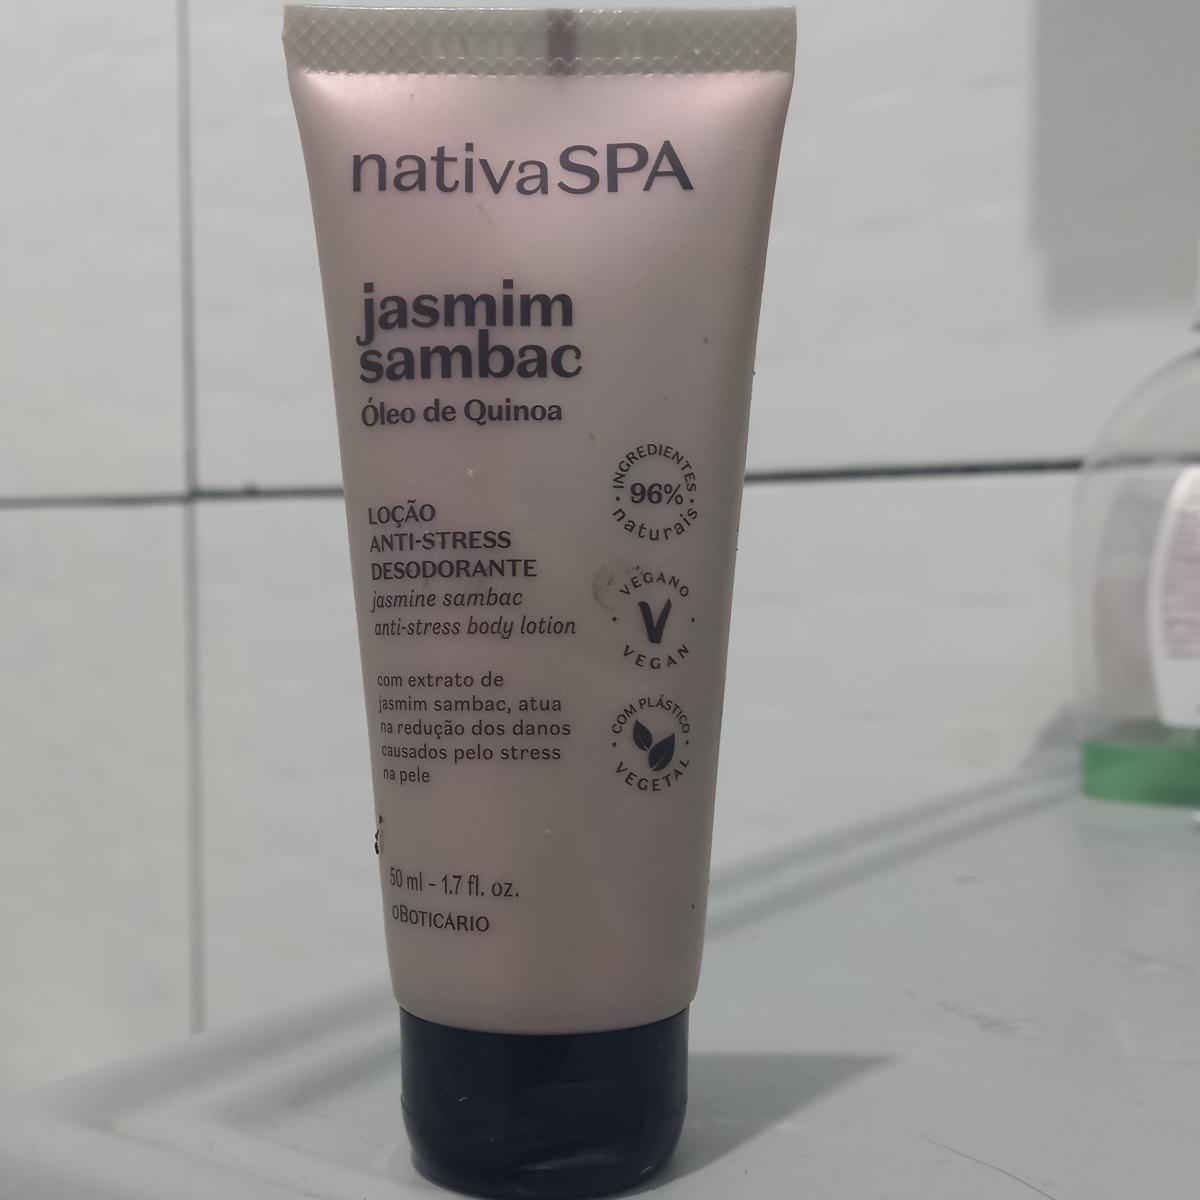 nativaSPA
jasmim
sambac
Óleo de Quinoa
INGREDIENTES
96%
naturais
LOÇÃO
ANTI-STRESS
DESODORANTE
jasmine sambac
anti-stress body lotion
VEGANO
V
VEGAN
com extrato de
jasmim sambac, atua
na redução dos danos
causados pelo stress
na pele
COM PLÁSTICO
VEGETAL
50 ml - 1.7 fl. oz.
oBOTICÁRIO